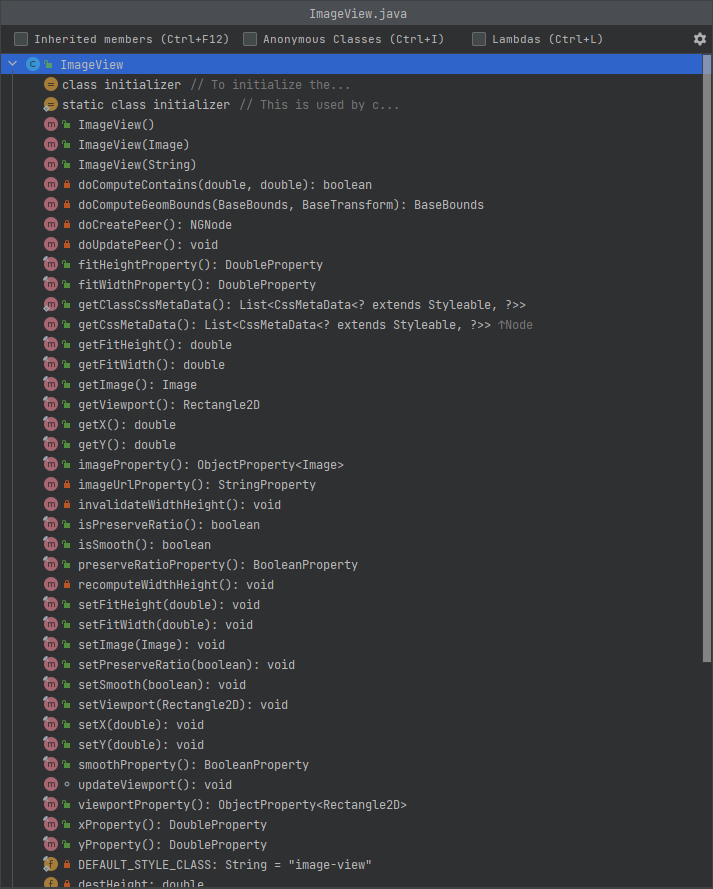 ImageView.java
Inherited members (Ctrl+F12) Anonymous Classes (Ctrl+I) Lambdas (Ctrl+L)
C ImageView
= class initializer // To initialize the...
= static class initializer // This is used by c...
m ImageView()
m ImageView(Image)
m ImageView(String)
m doComputeContains(double, double): boolean
m doComputeGeomBounds(BaseBounds, BaseTransform): BaseBounds
m doCreatePeer(): NGNode
m doUpdatePeer(): void
m fitHeightProperty(): DoubleProperty
m fitWidthProperty(): DoubleProperty
m getClassCssMetaData(): List<CssMetaData<? extends Styleable, ?>>
m getCssMetaData(): List<CssMetaData<? extends Styleable, ?>> ↑Node
m getFitHeight(): double
m getFitWidth(): double
m getImage(): Image
m getViewport(): Rectangle2D
m getX(): double
m getY(): double
m imageProperty(): ObjectProperty<Image>
m imageUrlProperty(): StringProperty
m invalidateWidthHeight(): void
m isPreserveRatio(): boolean
m isSmooth(): boolean
m preserveRatioProperty(): BooleanProperty
m recomputeWidthHeight(): void
m setFitHeight(double): void
m setFitWidth(double): void
m setImage(Image): void
m setPreserveRatio(boolean): void
m setSmooth(boolean): void
m setViewport(Rectangle2D): void
m setX(double): void
m setY(double): void
m smoothProperty(): BooleanProperty
m updateViewport(): void
m viewportProperty(): ObjectProperty<Rectangle2D>
m xProperty(): DoubleProperty
m yProperty(): DoubleProperty
f DEFAULT_STYLE_CLASS: String = "image-view"
f destHeight: double